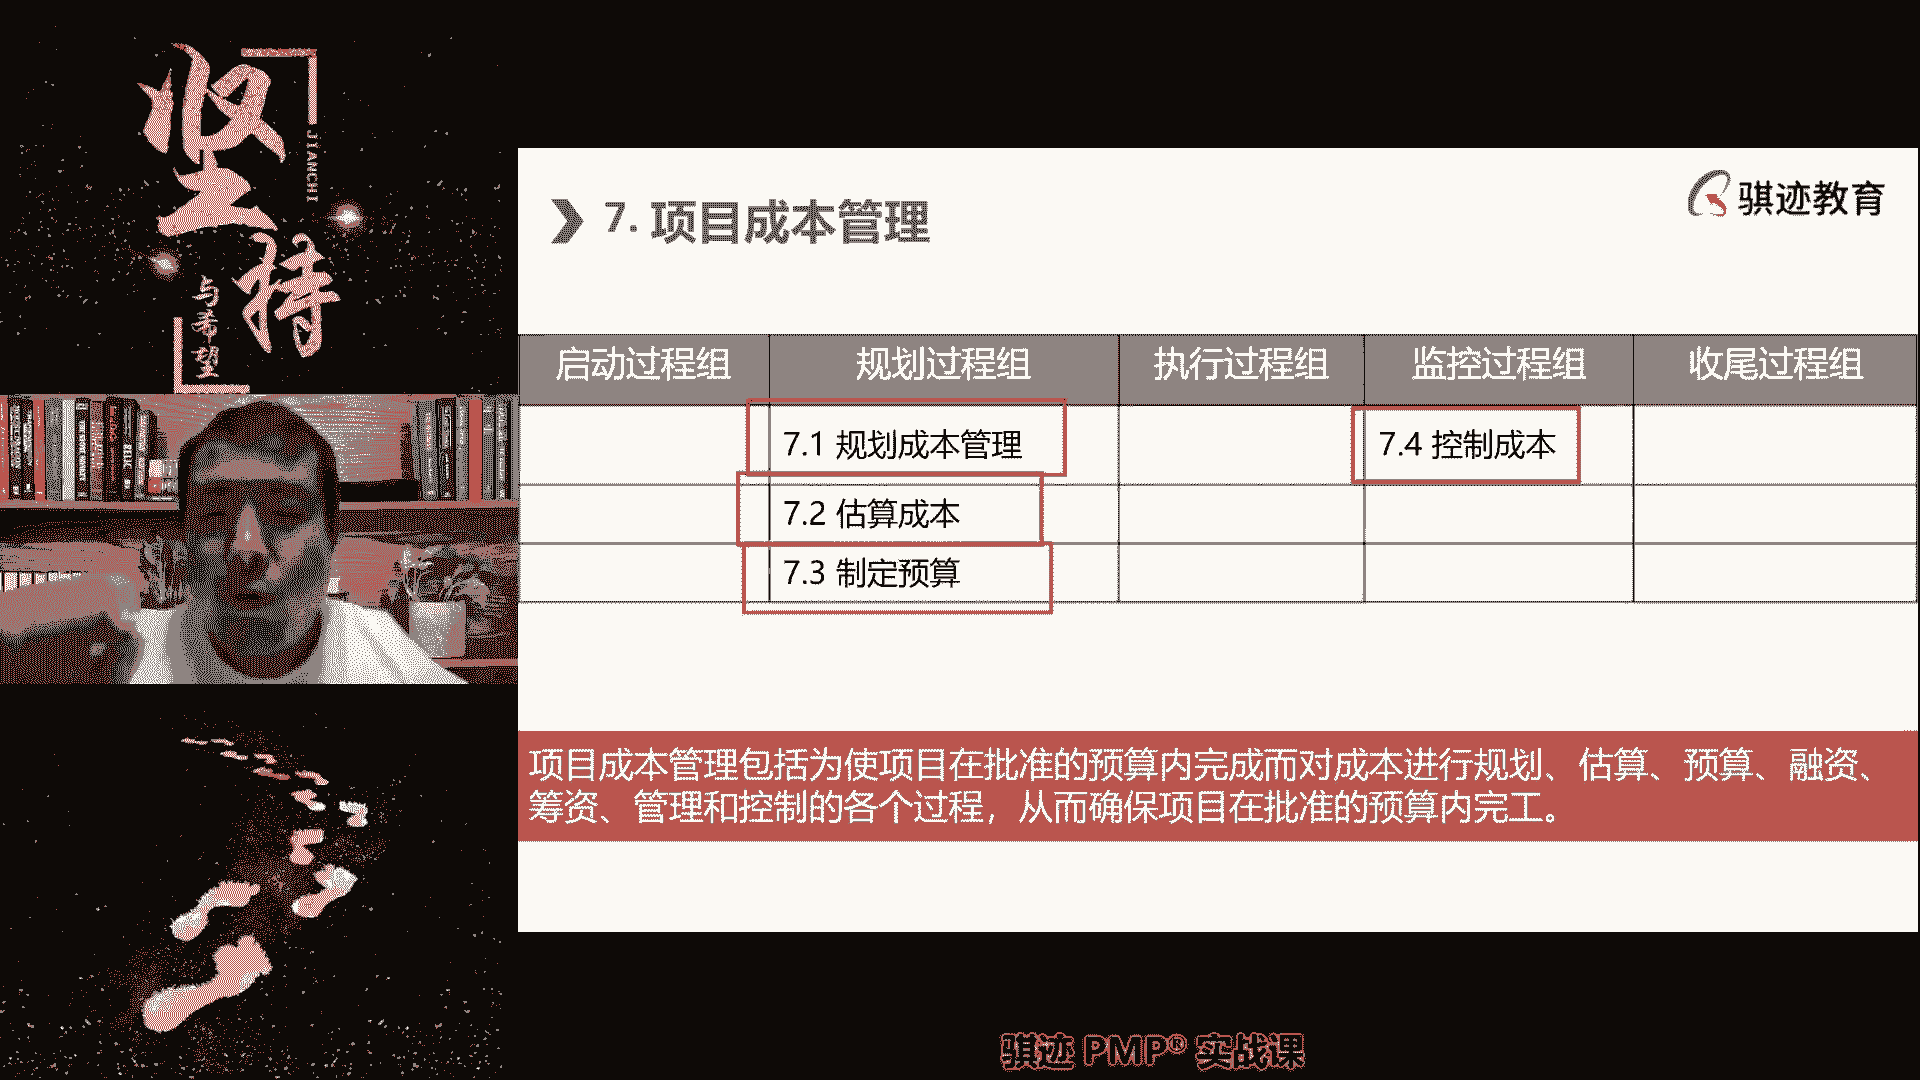 坚持
JIANCHI
与希望
骐迹教育
7. 项目成本管理
启动过程组 规划过程组 执行过程组 监控过程组 收尾过程组
7.1 规划成本管理 7.4 控制成本
7.2 估算成本
7.3 制定预算
项目成本管理包括为使项目在批准的预算内完成而对成本进行规划、估算、预算、融资、
筹资、管理和控制的各个过程，从而确保项目在批准的预算内完工。
骐迹 PMP® 实战课